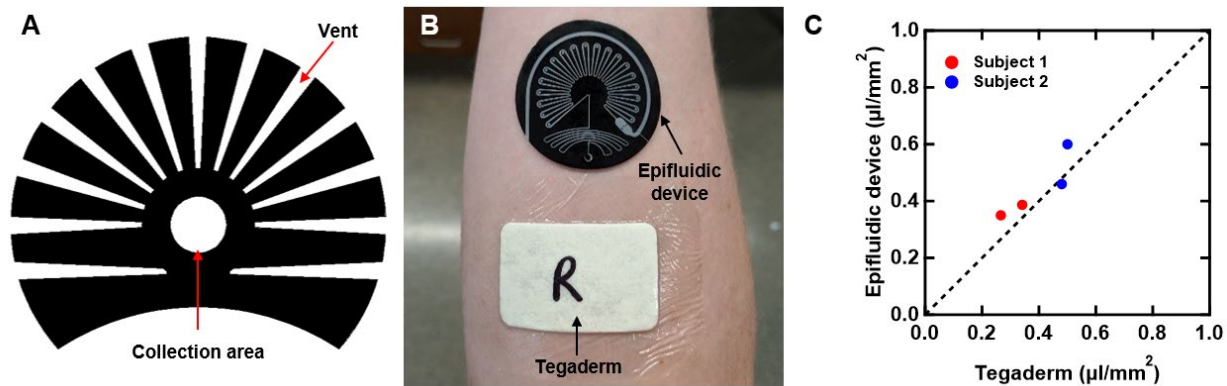 A
Vent
Collection area
B
Epifluidic
device
R
Tegaderm
C
Epifluidic device (µl/mm²)
1.0
0.8
0.6
0.4
0.2
0.0
Subject 1
Subject 2
0.0 0.2 0.4 0.6 0.8 1.0
Tegaderm (µl/mm²)